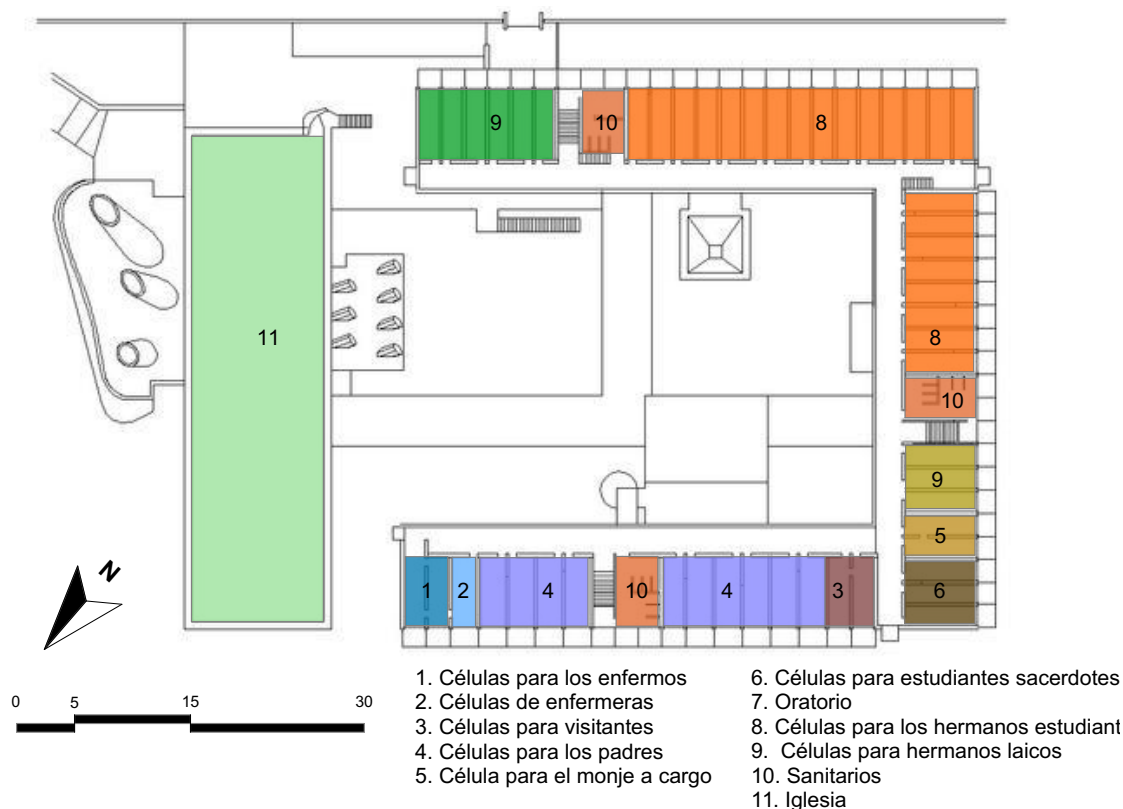 9
10
8
11
8
10
9
5
6
1
2
4
10
4
3
N
0
5
15
30
1. Células para los enfermos
2. Células de enfermeras
3. Células para visitantes
4. Células para los padres
5. Célula para el monje a cargo
6. Células para estudiantes sacerdotes
7. Oratorio
8. Células para los hermanos estudiant
9. Células para hermanos laicos
10. Sanitarios
11. Iglesia